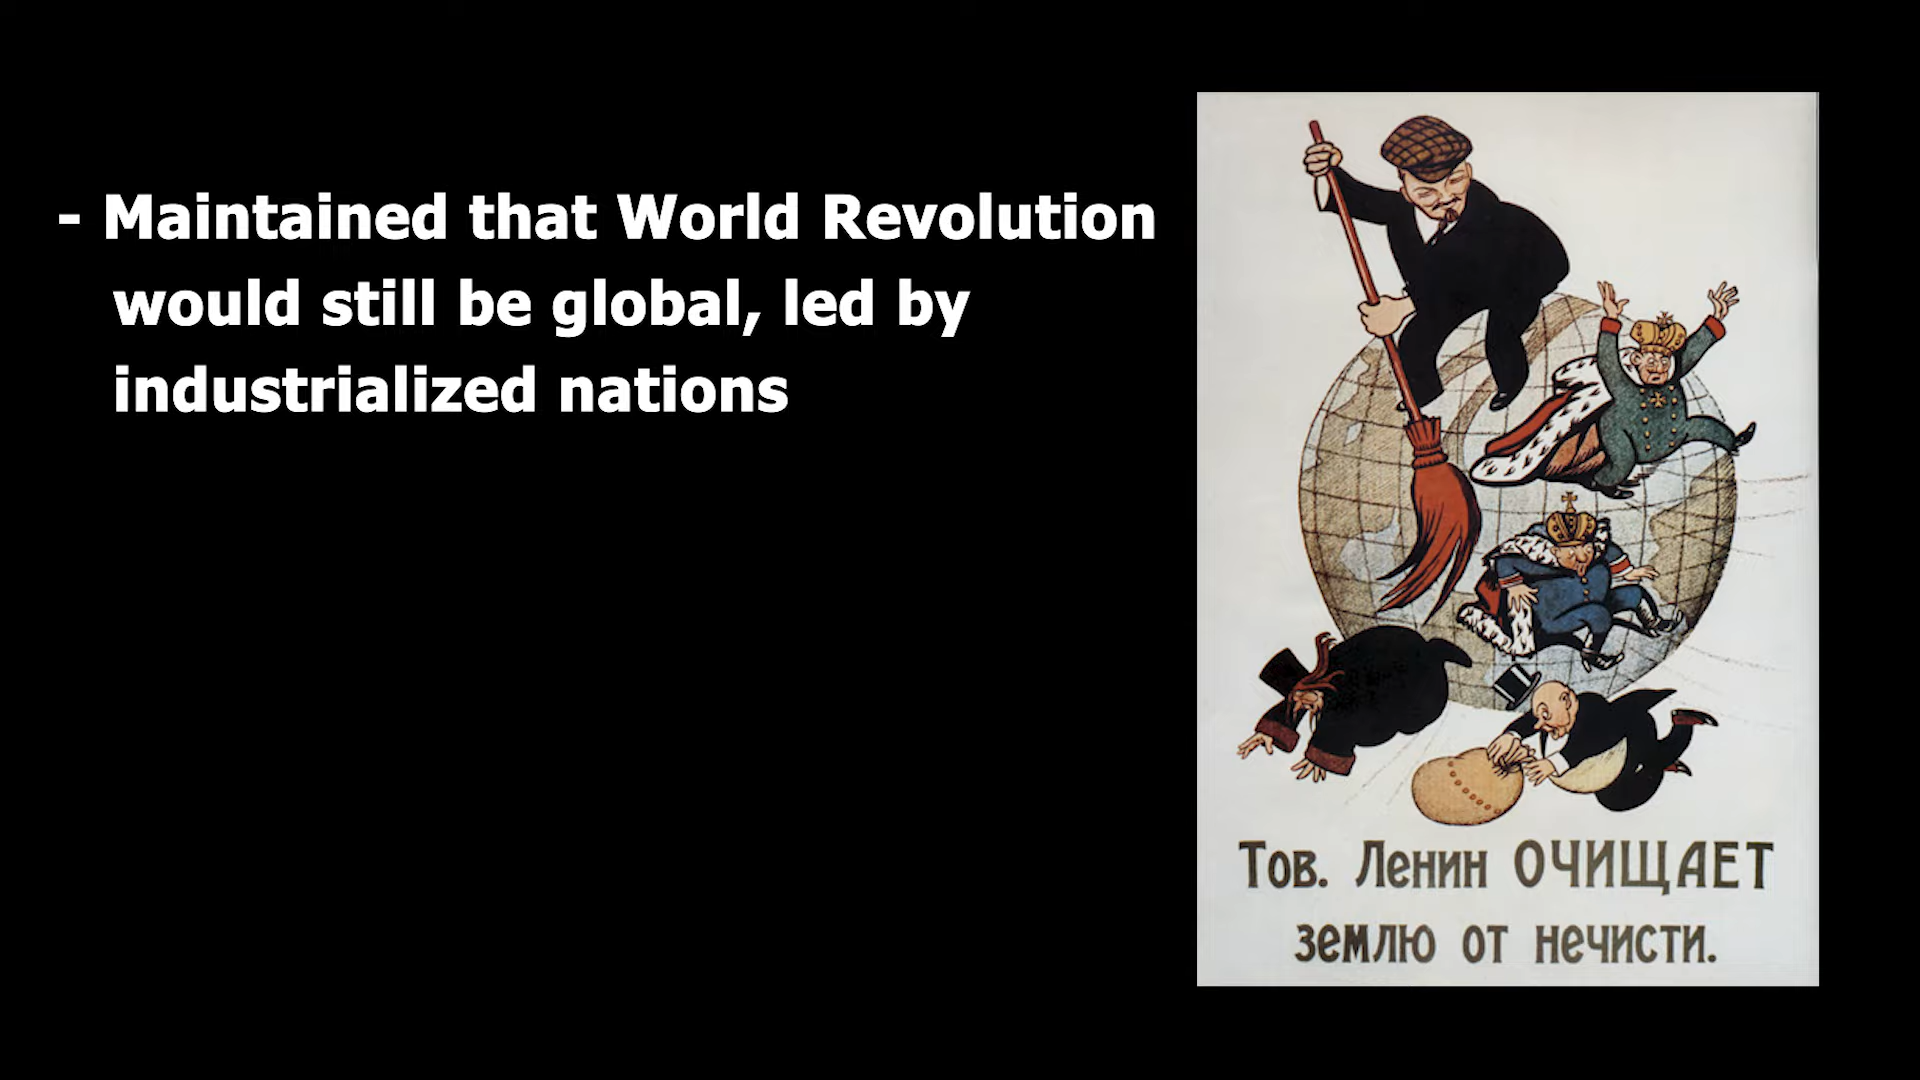 - Maintained that World Revolution
would still be global, led by
industrialized nations
Тов. Ленин ОЧИЩАЕТ
землю от нечисти.